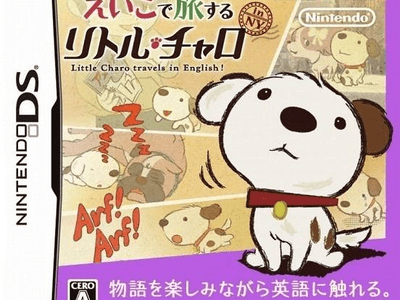 えいごで旅する
リトル・チャロ
in NY
Nintendo
Little Charo travels in English!
NINTENDO DS
Arf!
Arf!
CERO
A
物語を楽しみながら英語に触れる。